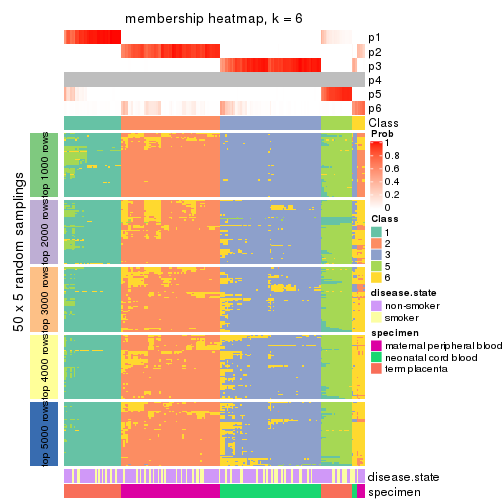 membership heatmap, k = 6
p1
p2
p3
p4
p5
p6
Class
50 x 5 random samplings
top 1000 rows
top 2000 rows
top 3000 rows
top 4000 rows
top 5000 rows
Prob
1
0.8
0.6
0.4
0.2
0
Class
1
2
3
5
6
disease.state
non-smoker
smoker
specimen
maternal peripheral blood
neonatal cord blood
term placenta
disease.state
specimen